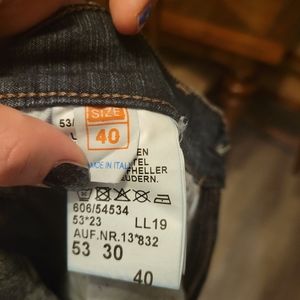 SIZE
40
53/
MADE IN ITALY
EN
TEL
FHELLER
UDERN.
606/54534
53*23 LL19
AUF.NR.13*832
53 30
40